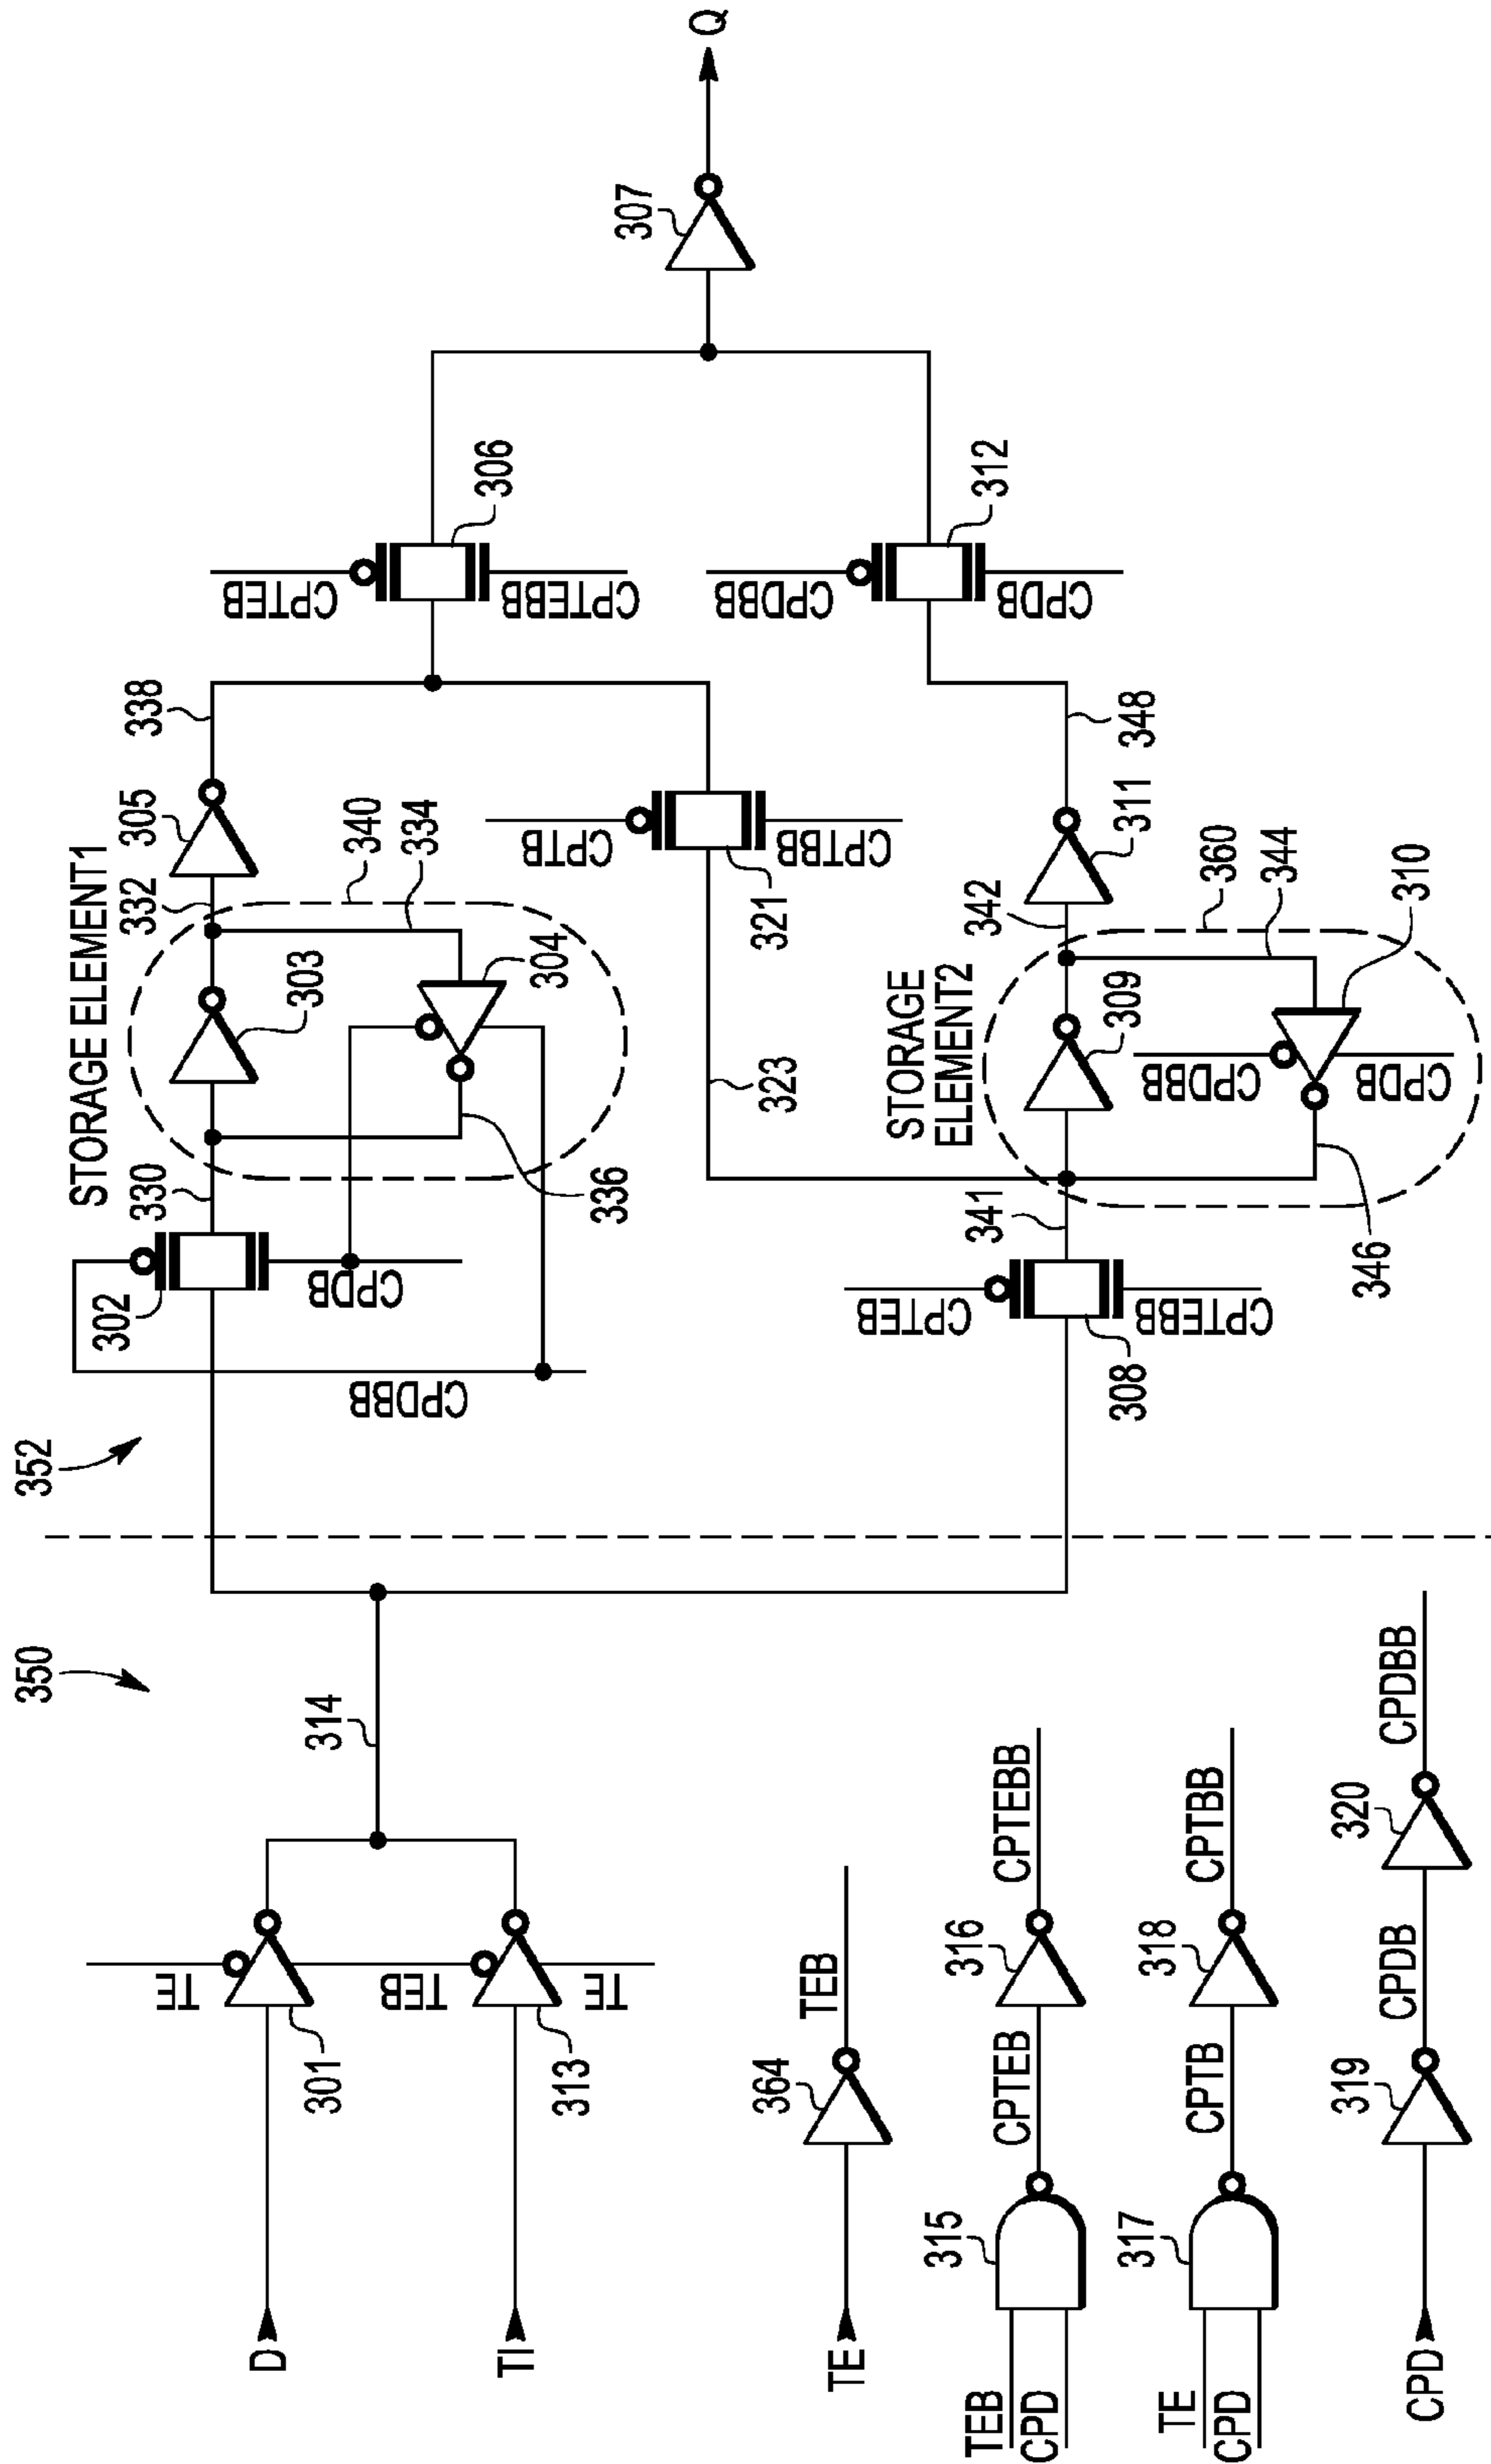 350
352
D
TI
TE
301
TEB
313
TE
314
TE
364
TEB
TEB
CPD
315
CPTEB
316
CPTEBB
TE
CPD
317
CPTB
318
CPTBB
CPD
319
CPDB
320
CPDBB
302
CPDB
CPDBB
330
STORAGE ELEMENT1
303
332
305
338
340
334
304
336
CPTB
CPTBB
321
323
CPTEB
CPTEBB
306
307
Q
CPDBB
CPDB
312
CPTEB
CPTEBB
308
341
STORAGE
ELEMENT2
309
342
311
348
360
344
310
CPDBB
CPDB
346